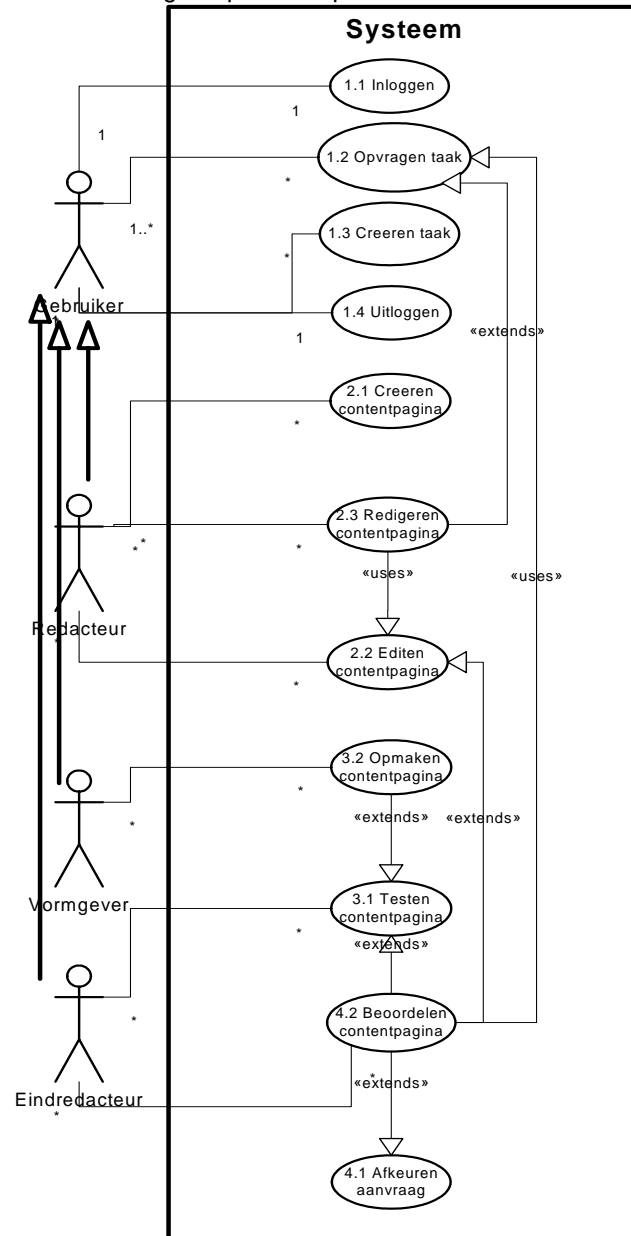 Systeem
1.1 Inloggen
1
1
1.2 Opvragen taak
*
1..*
1.3 Creeren taak
*
Gebruiker
1
1.4 Uitloggen
1
«extends»
2.1 Creeren
contentpagina
*
2.3 Redigeren
contentpagina
*
*
*
«uses»
«uses»
Redacteur
*
2.2 Editen
contentpagina
*
3.2 Opmaken
contentpagina
*
*
«extends»
«extends»
Vormgever
3.1 Testen
contentpagina
*
«extends»
*
4.2 Beoordelen
contentpagina
*
«extends»
Eindredacteur
*
4.1 Afkeuren
aanvraag